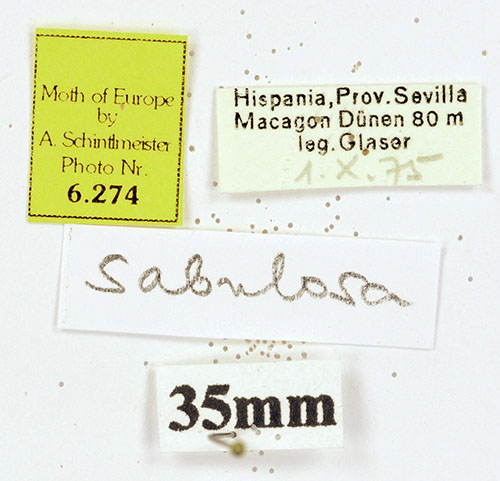 Moth of Europe
by
A. Schintlmeister
Photo Nr.
6.274
Hispania, Prov. Sevilla
Macagon Dünen 80 m
leg. Glaser
1. X. 75
sabulosa
35mm